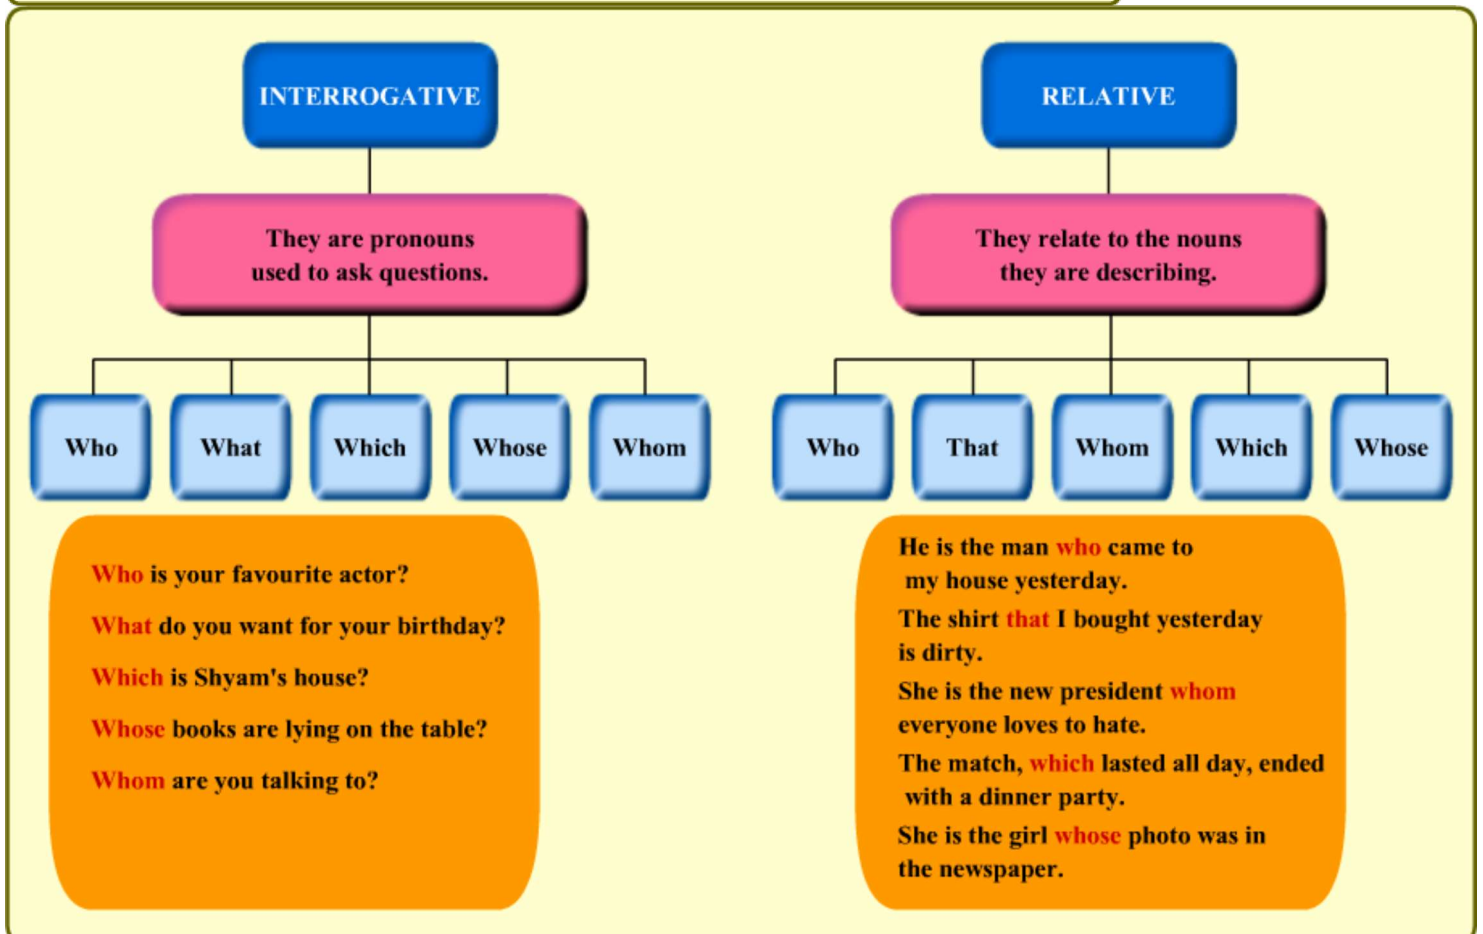 INTERROGATIVE
They are pronouns
used to ask questions.
Who
What
Which
Whose
Whom
Who is your favourite actor?
What do you want for your birthday?
Which is Shyam's house?
Whose books are lying on the table?
Whom are you talking to?
RELATIVE
They relate to the nouns
they are describing.
Who
That
Whom
Which
Whose
He is the man who came to
my house yesterday.
The shirt that I bought yesterday
is dirty.
She is the new president whom
everyone loves to hate.
The match, which lasted all day, ended
with a dinner party.
She is the girl whose photo was in
the newspaper.